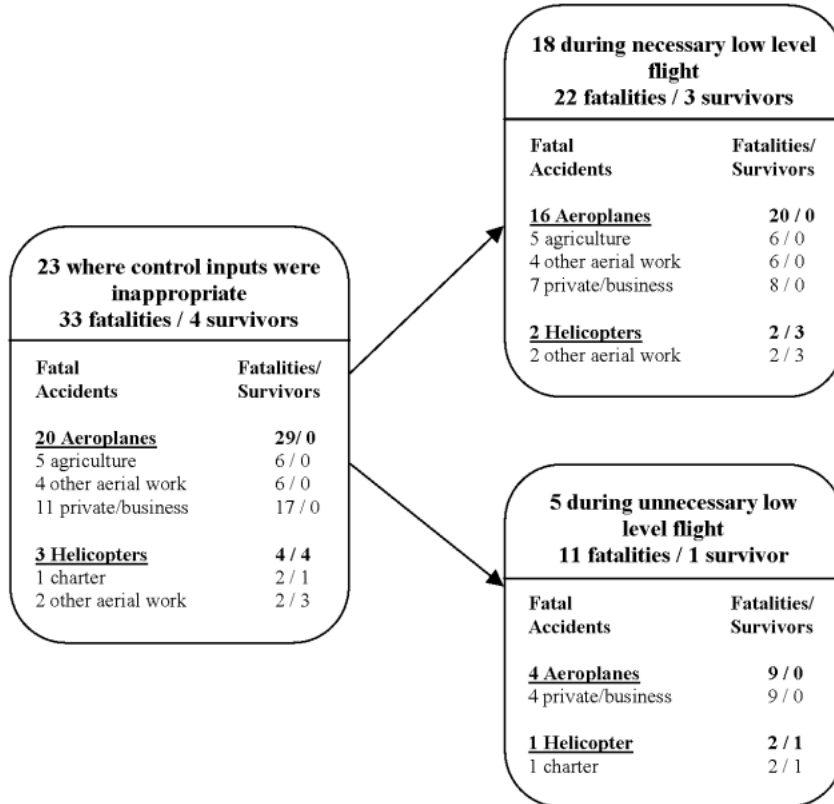 23 where control inputs were
inappropriate
33 fatalities / 4 survivors
Fatal Fatalities/
Accidents Survivors
20 Aeroplanes 29/ 0
5 agriculture 6 / 0
4 other aerial work 6 / 0
11 private/business 17 / 0
3 Helicopters 4 / 4
1 charter 2 / 1
2 other aerial work 2 / 3
18 during necessary low level
flight
22 fatalities / 3 survivors
Fatal Fatalities/
Accidents Survivors
16 Aeroplanes 20 / 0
5 agriculture 6 / 0
4 other aerial work 6 / 0
7 private/business 8 / 0
2 Helicopters 2 / 3
2 other aerial work 2 / 3
5 during unnecessary low
level flight
11 fatalities / 1 survivor
Fatal Fatalities/
Accidents Survivors
4 Aeroplanes 9 / 0
4 private/business 9 / 0
1 Helicopter 2 / 1
1 charter 2 / 1